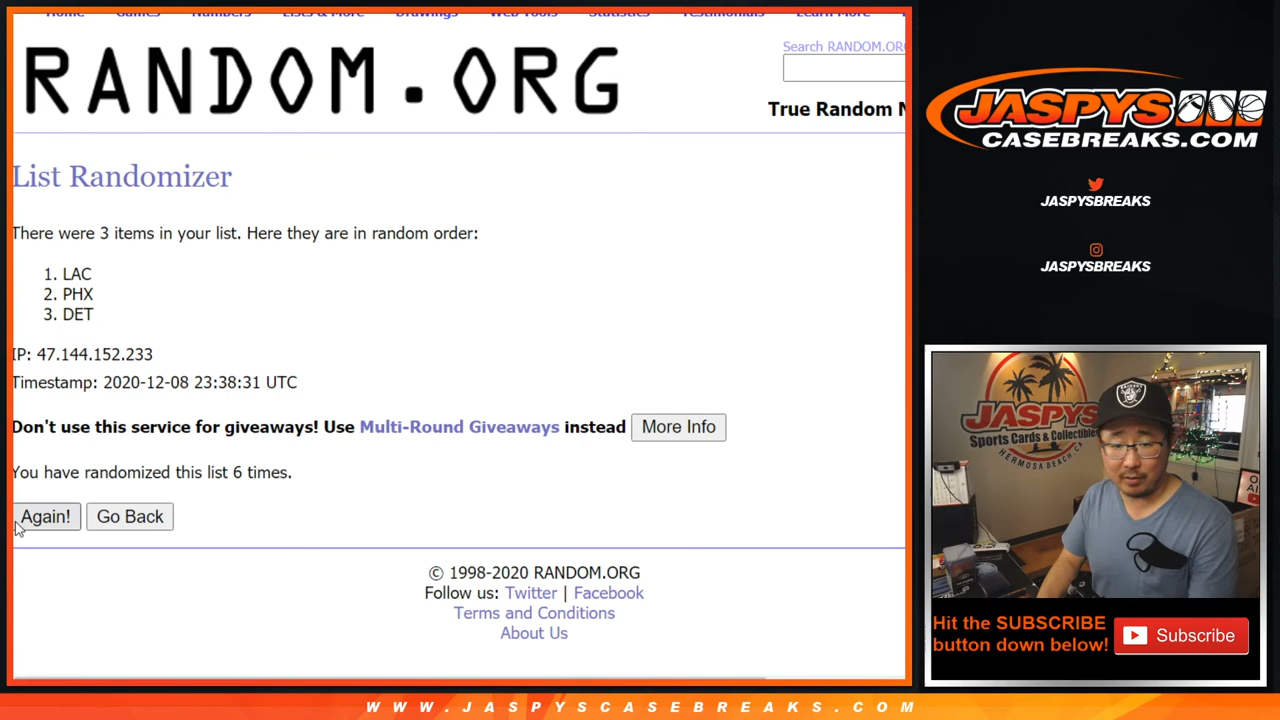 RANDOM.ORG
Search RANDOM.ORG
True Random N
List Randomizer
There were 3 items in your list. Here they are in random order:
1. LAC
2. PHX
3. DET
IP: 47.144.152.233
Timestamp: 2020-12-08 23:38:31 UTC
Don't use this service for giveaways! Use Multi-Round Giveaways instead More Info
You have randomized this list 6 times.
Again! Go Back
© 1998-2020 RANDOM.ORG
Follow us: Twitter | Facebook
Terms and Conditions
About Us
JASPYS
CASEBREAKS.COM
JASPYSBREAKS
JASPYSBREAKS
JASPYS
Sports Cards & Collectibles
HERMOSA BEACH, CA
Hit the SUBSCRIBE
button down below!
Subscribe
WWW.JASPYSCASEBREAKS.COM